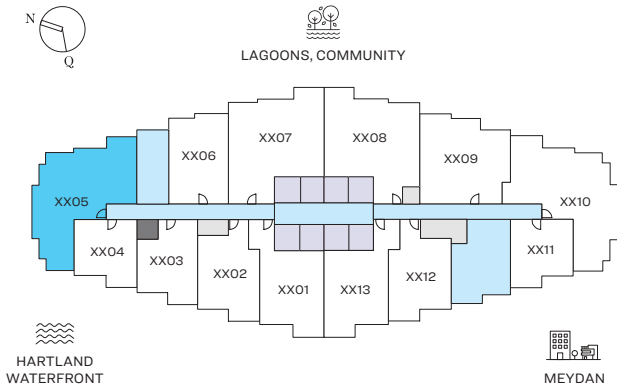 N
Q
LAGOONS, COMMUNITY
XX07
XX08
XX06
XX09
XX05
XX10
XX04
XX03
XX02
XX01
XX13
XX12
XX11
HARTLAND
WATERFRONT
MEYDAN